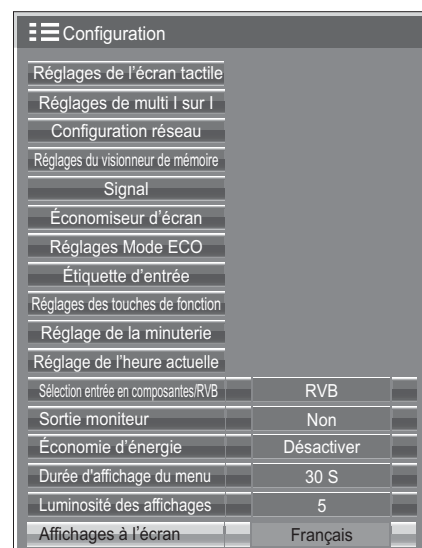 Configuration
Réglages de l'écran tactile
Réglages de multi I sur I
Configuration réseau
Réglages du visionneur de mémoire
Signal
Économiseur d'écran
Réglages Mode ECO
Étiquette d'entrée
Réglages des touches de fonction
Réglage de la minuterie
Réglage de l'heure actuelle
Sélection entrée en composantes/RVB RVB
Sortie moniteur Non
Économie d'énergie Désactiver
Durée d'affichage du menu 30 S
Luminosité des affichages 5
Affichages à l'écran Français